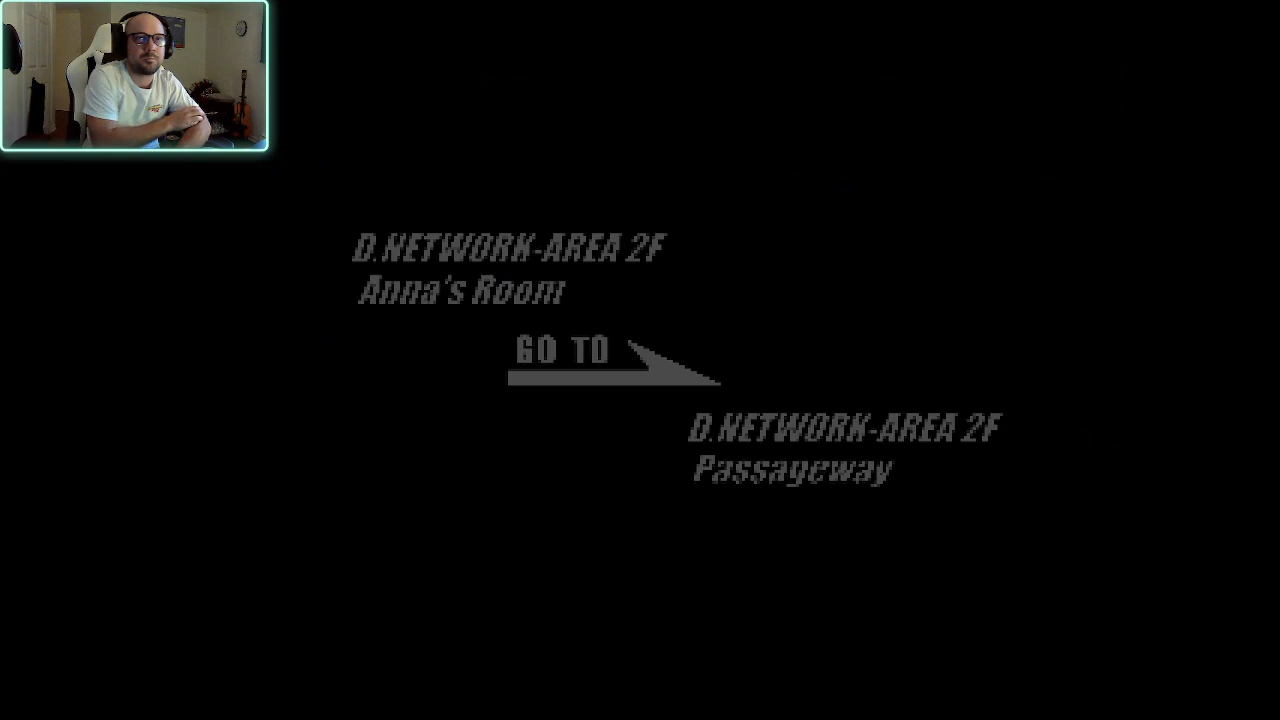 D.NETWORK-AREA 2F
Anna's Room
GO TO
D.NETWORK-AREA 2F
Passageway